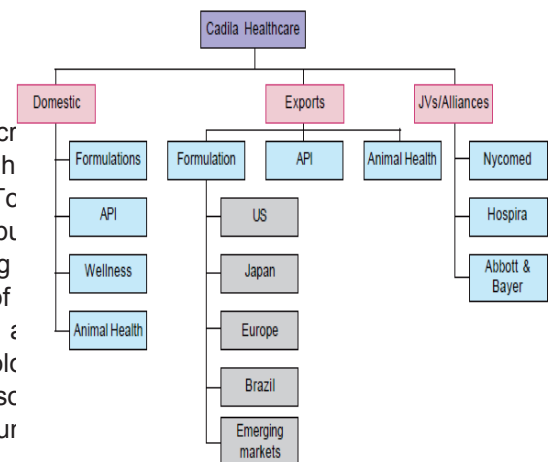 Cadila Healthcare
Domestic
Exports
JVs/Alliances
Formulations
Formulation
API
Animal Health
Nycomed
API
US
Hospira
Wellness
Japan
Abbott &
Bayer
Animal Health
Europe
Brazil
Emerging
markets